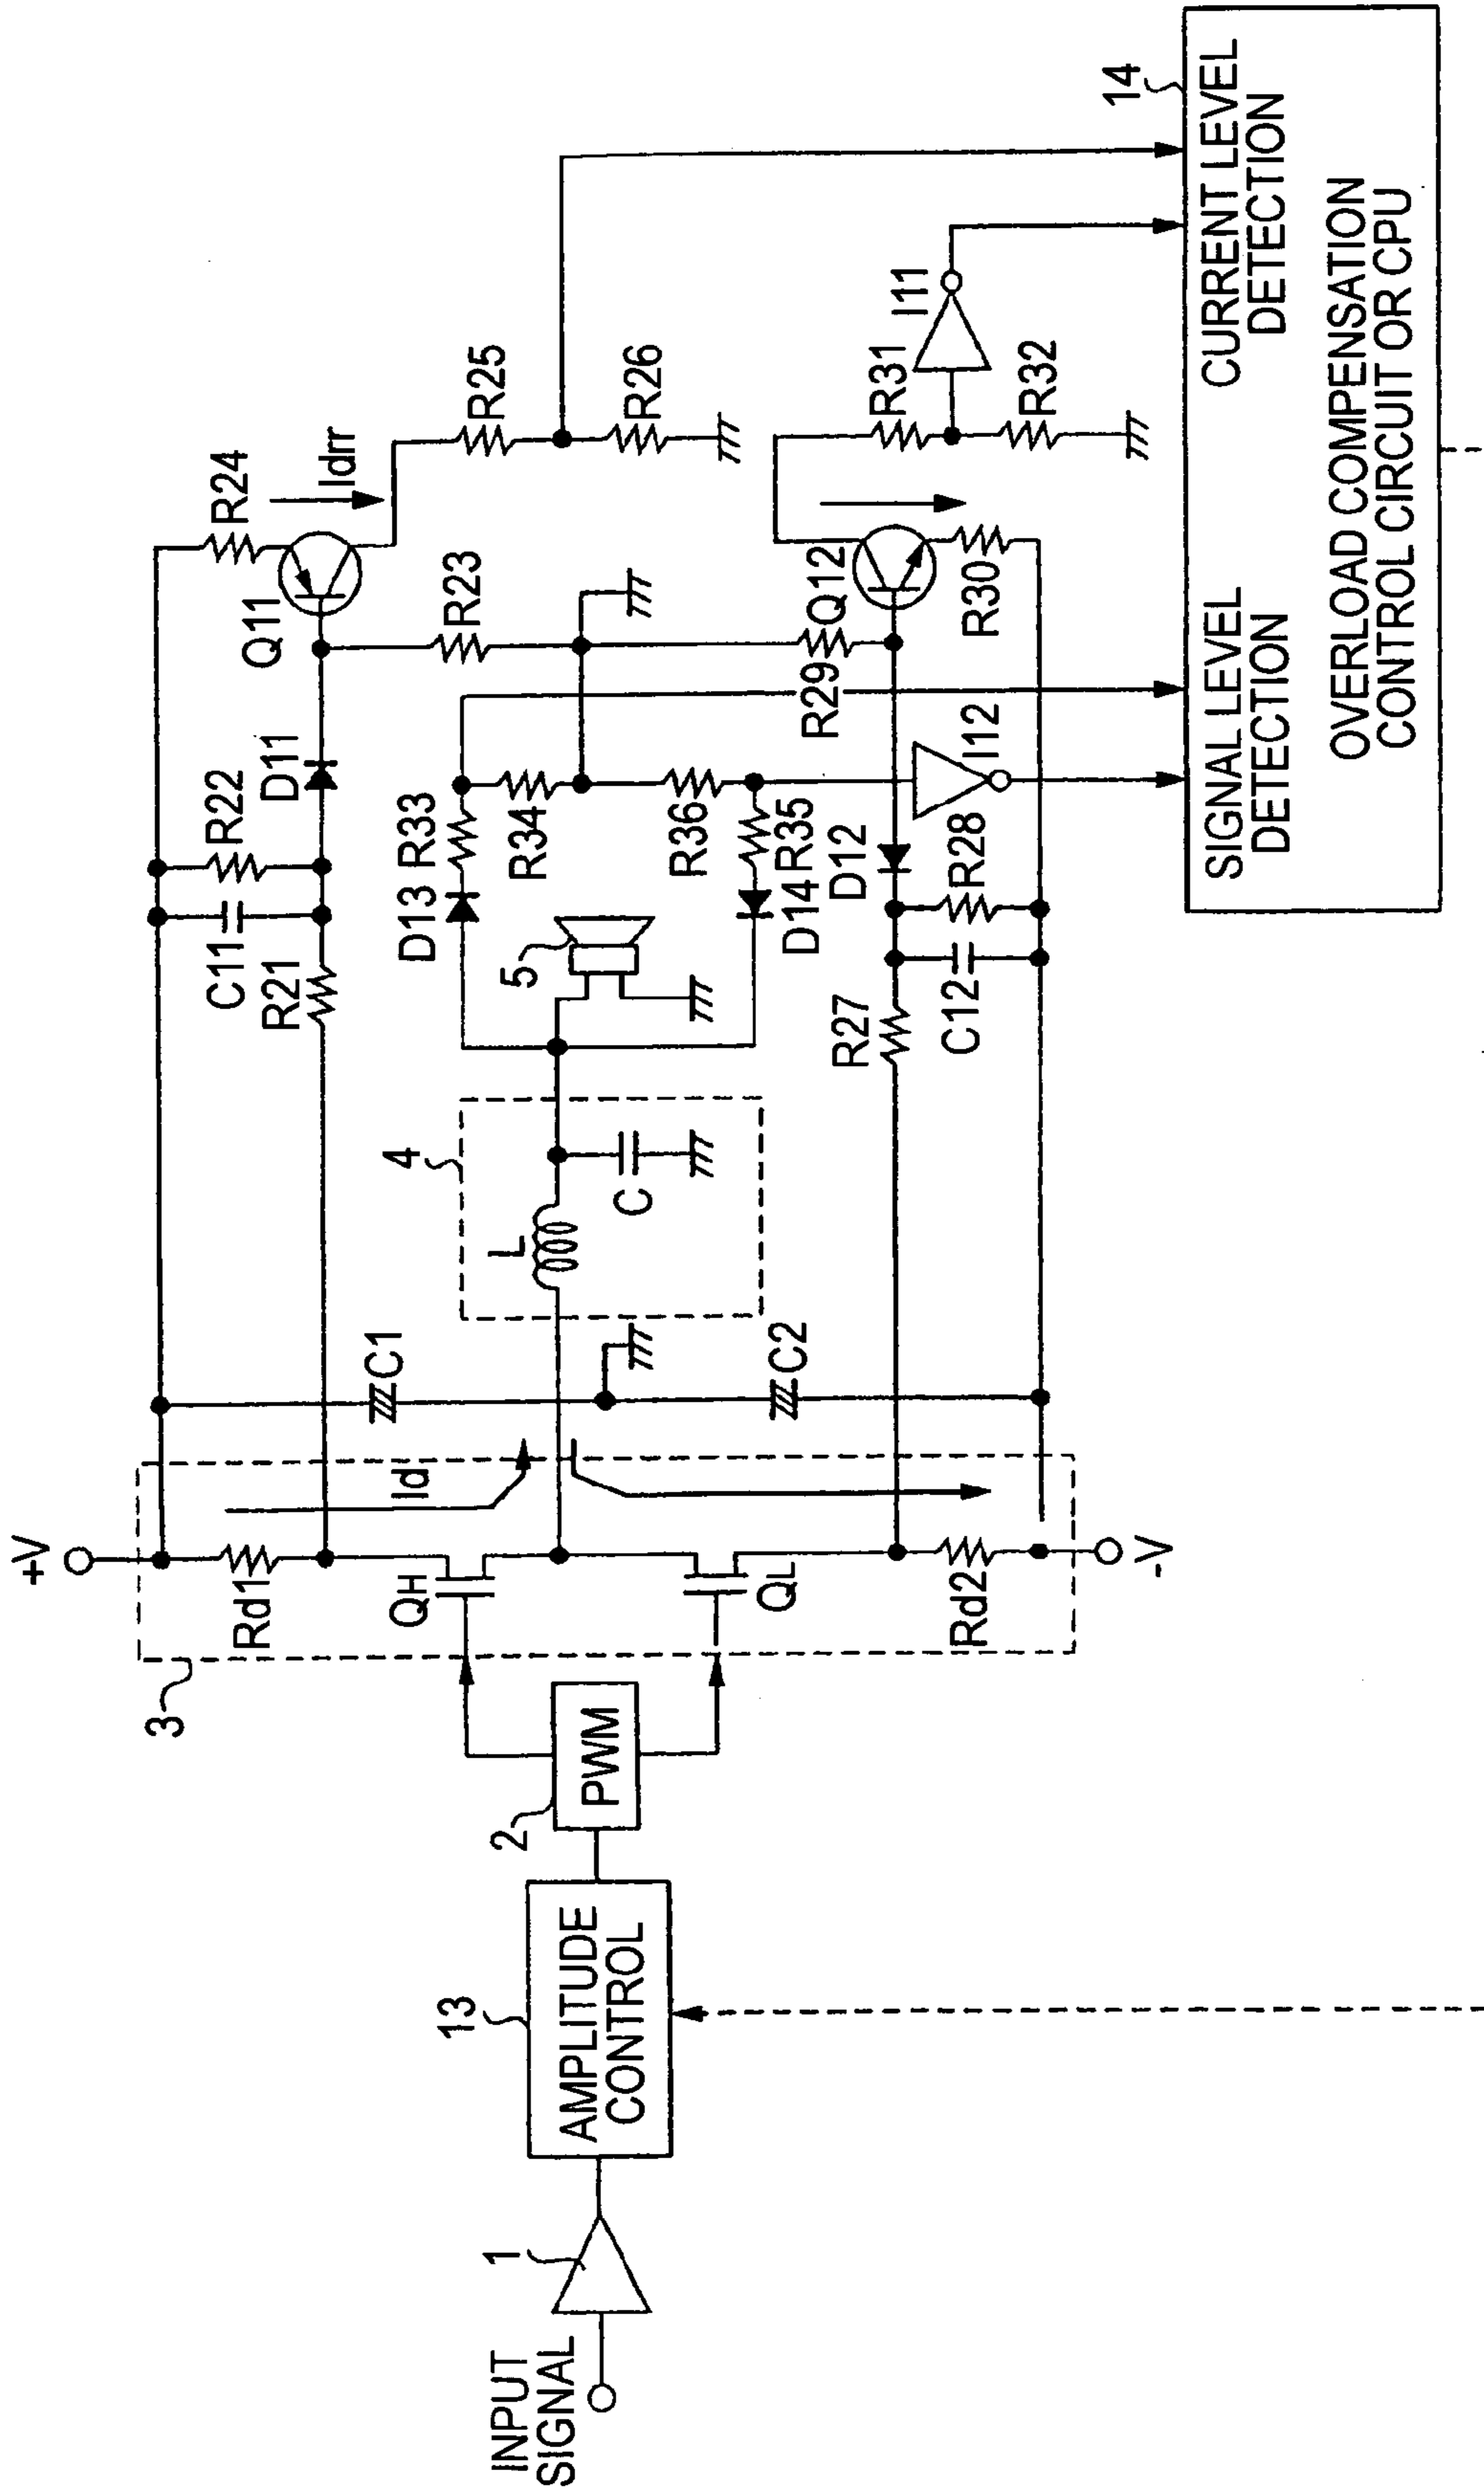 +V
-V
INPUT
SIGNAL
1
13
AMPLITUDE
CONTROL
2
PWM
3
Rd1
QH
QL
Rd2
Id
C1
C2
4
L
C
5
C11
R21
R22
D11
Q11
R24
Idrr
R23
R25
R26
D13
R33
R34
R36
R35
D14
R27
C12
R28
D12
R29
Q12
R30
R31
R32
I11
I12
14
SIGNAL LEVEL
DETECTION
CURRENT LEVEL
DETECTION
OVERLOAD COMPENSATION
CONTROL CIRCUIT OR CPU